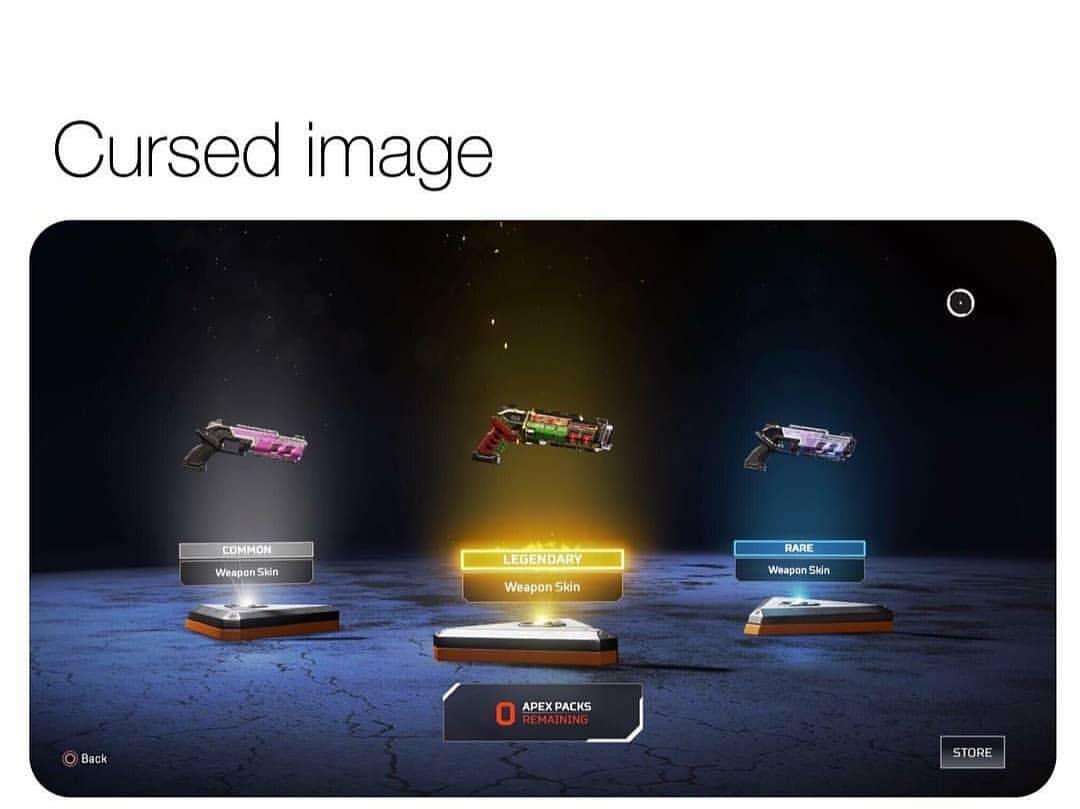 Cursed image
COMMON
Weapon Skin
LEGENDARY
Weapon Skin
RARE
Weapon Skin
0 APEX PACKS
REMAINING
Back
STORE